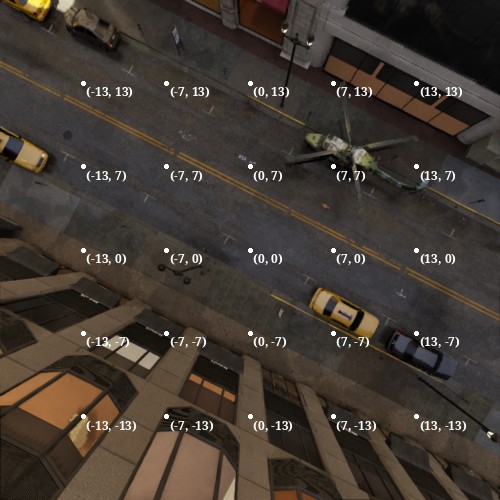 (-13, 13) (-7, 13) (0, 13) (7, 13) (13, 13)
(-13, 7) (-7, 7) (0, 7) (7, 7) (13, 7)
(-13, 0) (-7, 0) (0, 0) (7, 0) (13, 0)
(-13, -7) (-7, -7) (0, -7) (7, -7) (13, -7)
(-13, -13) (-7, -13) (0, -13) (7, -13) (13, -13)